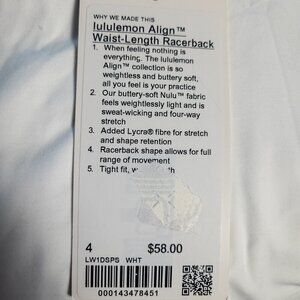 WHY WE MADE THIS
lululemon Align™
Waist-Length Racerback
1. When feeling nothing is
everything. The lululemon
Align™ collection is so
weightless and buttery soft,
all you feel is your practice
2. Our buttery-soft Nulu™ fabric
feels weightlessly light and is
sweat-wicking and four-way
stretch
3. Added Lycra® fibre for stretch
and shape retention
4. Racerback shape allows for full
range of movement
5. Tight fit,
4 $58.00
LW1DSPS WHT
000143478451